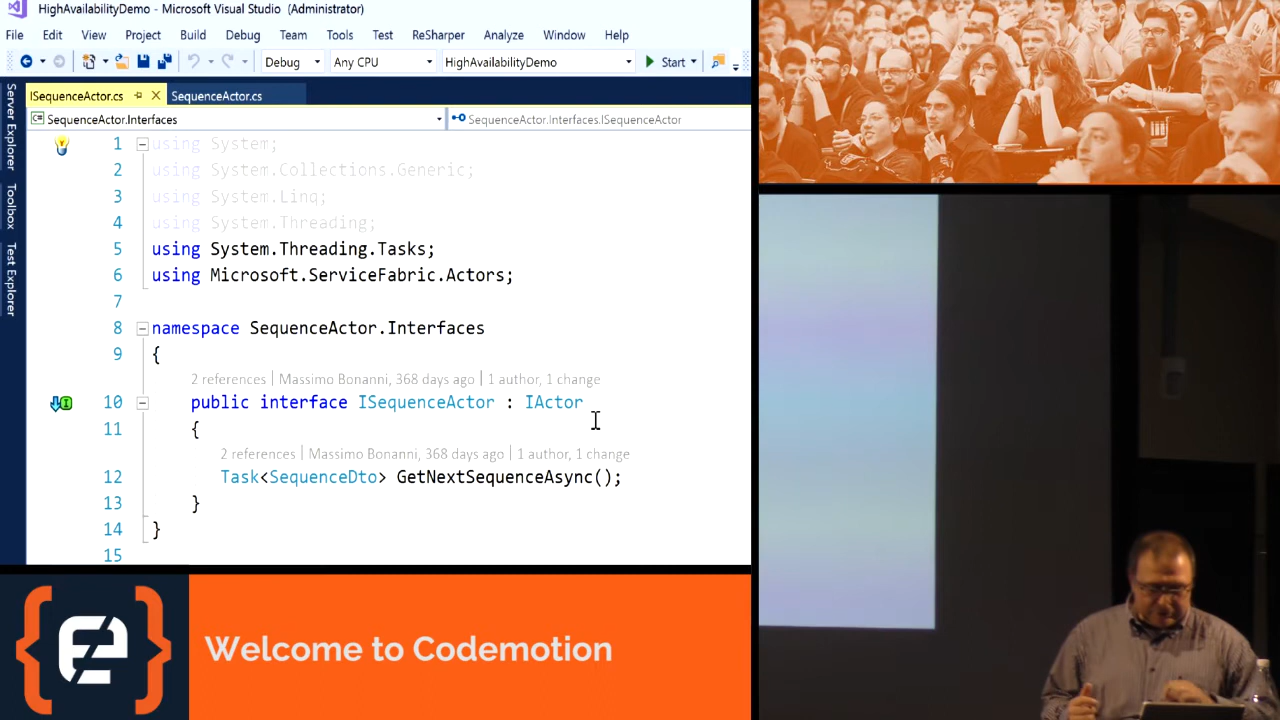 HighAvailabilityDemo - Microsoft Visual Studio (Administrator)
File Edit View Project Build Debug Team Tools Test ReSharper Analyze Window Help
Debug Any CPU HighAvailabilityDemo Start
ISequenceActor.cs SequenceActor.cs
SequenceActor.Interfaces SequenceActor.Interfaces.ISequenceActor
Server Explorer
Toolbox
Test Explorer
1 using System;
2 using System.Collections.Generic;
3 using System.Linq;
4 using System.Threading;
5 using System.Threading.Tasks;
6 using Microsoft.ServiceFabric.Actors;
7
8 namespace SequenceActor.Interfaces
9 {
2 references | Massimo Bonanni, 368 days ago | 1 author, 1 change
10 public interface ISequenceActor : IActor
11 {
2 references | Massimo Bonanni, 368 days ago | 1 author, 1 change
12 Task<SequenceDto> GetNextSequenceAsync();
13 }
14 }
15
Welcome to Codemotion